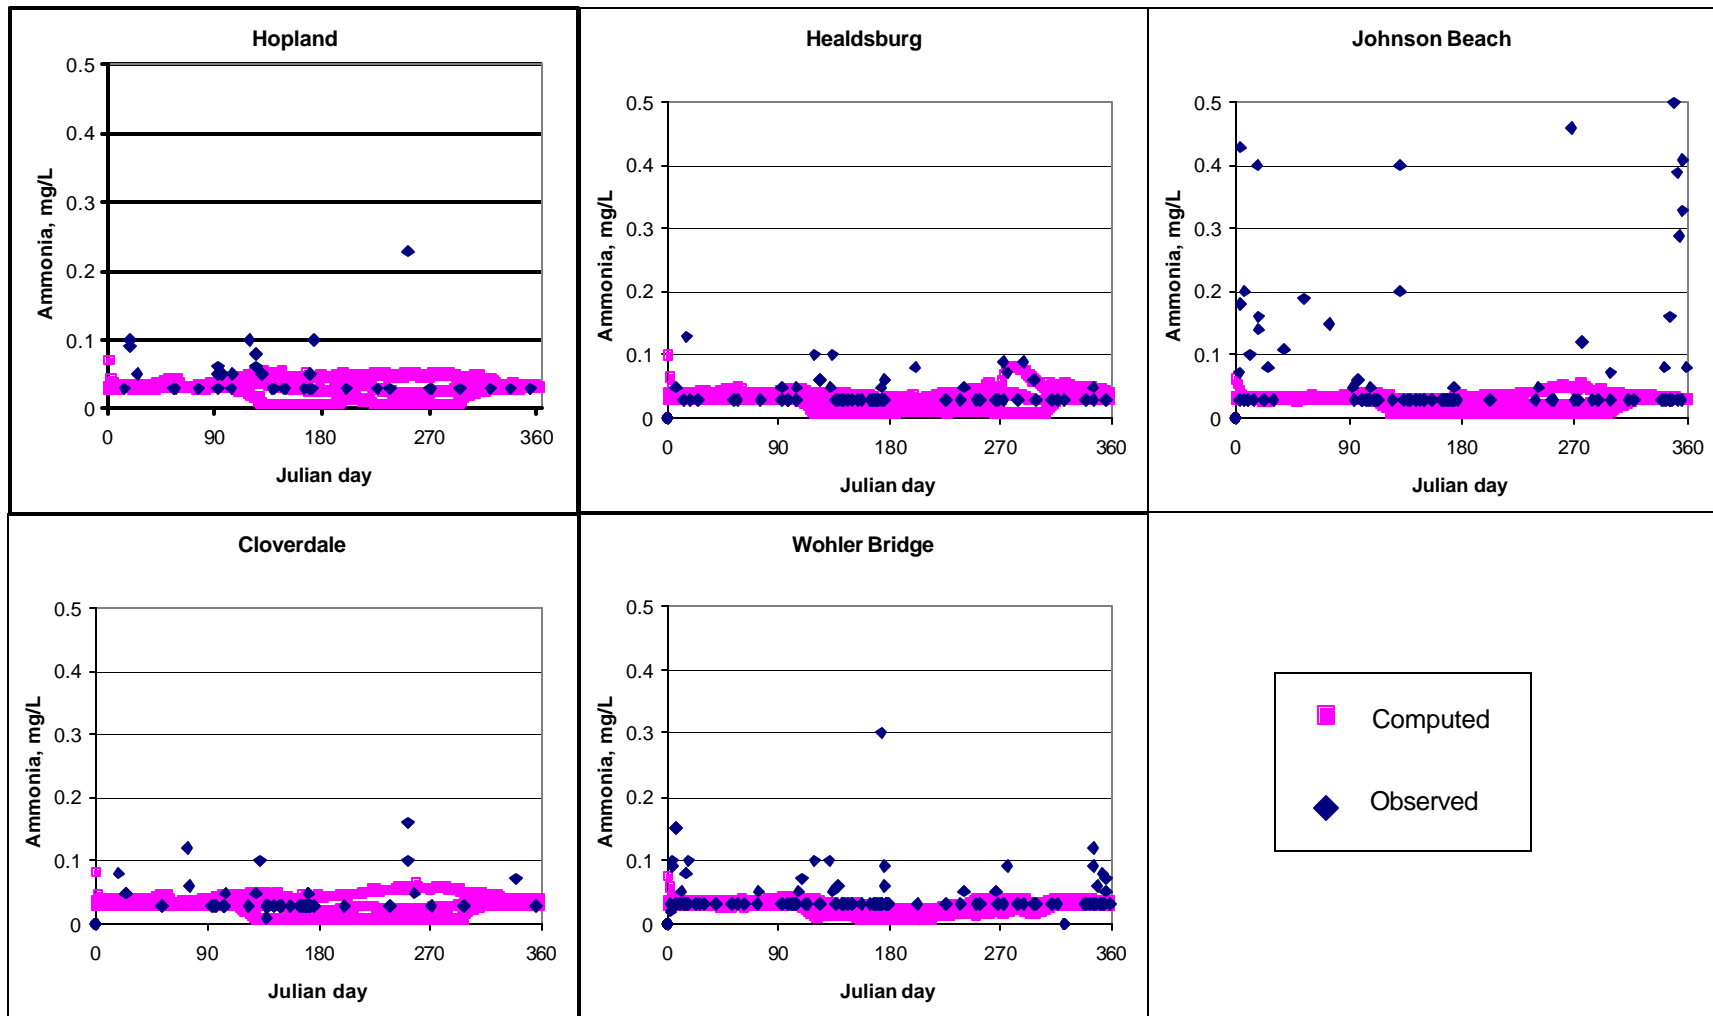 Hopland
0.5
0.4
0.3
0.2
0.1
0
Ammonia, mg/L
0 90 180 270 360
Julian day
Healdsburg
0.5
0.4
0.3
0.2
0.1
0
Ammonia, mg/L
0 90 180 270 360
Julian day
Johnson Beach
0.5
0.4
0.3
0.2
0.1
0
Ammonia, mg/L
0 90 180 270 360
Julian day
Cloverdale
0.5
0.4
0.3
0.2
0.1
0
Ammonia, mg/L
0 90 180 270 360
Julian day
Wohler Bridge
0.5
0.4
0.3
0.2
0.1
0
Ammonia, mg/L
0 90 180 270 360
Julian day
Computed
Observed